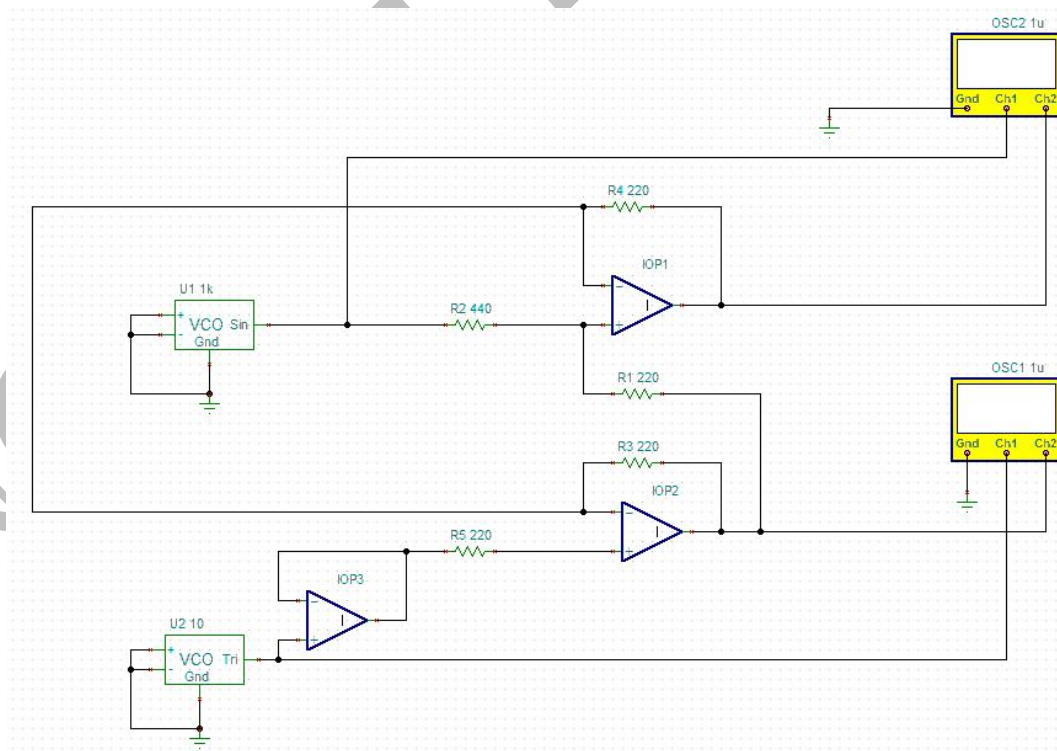 OSC2 1u
Gnd Ch1 Ch2
R4 220
IOP1
U1 1k
VCO Sin
Gnd
R2 440
R1 220
OSC1 1u
Gnd Ch1 Ch2
R3 220
IOP2
R5 220
IOP3
U2 10
VCO Tri
Gnd